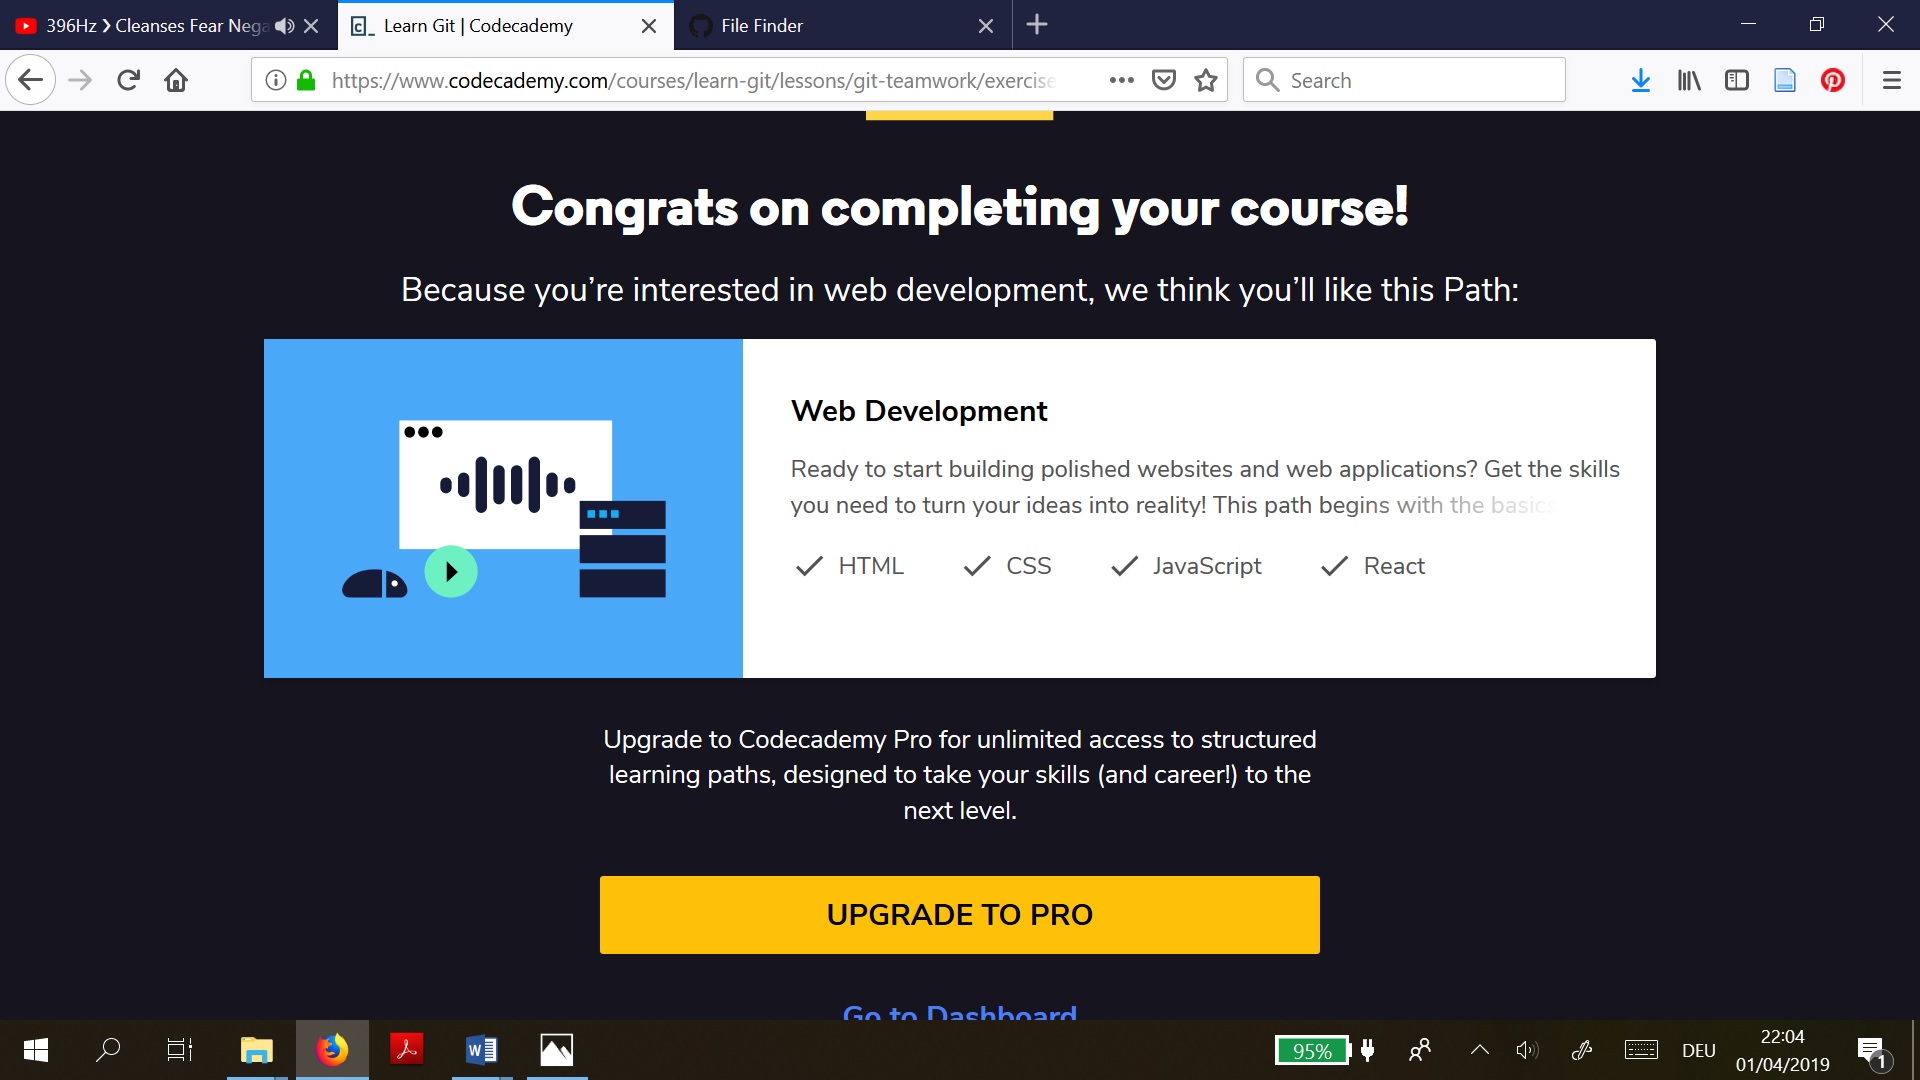 396Hz ❯ Cleanses Fear Nega
Learn Git | Codecademy
File Finder
https://www.codecademy.com/courses/learn-git/lessons/git-teamwork/exercise
Search
Congrats on completing your course!
Because you’re interested in web development, we think you’ll like this Path:
Web Development
Ready to start building polished websites and web applications? Get the skills
you need to turn your ideas into reality! This path begins with the basics
HTML
CSS
JavaScript
React
Upgrade to Codecademy Pro for unlimited access to structured
learning paths, designed to take your skills (and career!) to the
next level.
UPGRADE TO PRO
Go to Dashboard
95%
DEU
22:04
01/04/2019
1